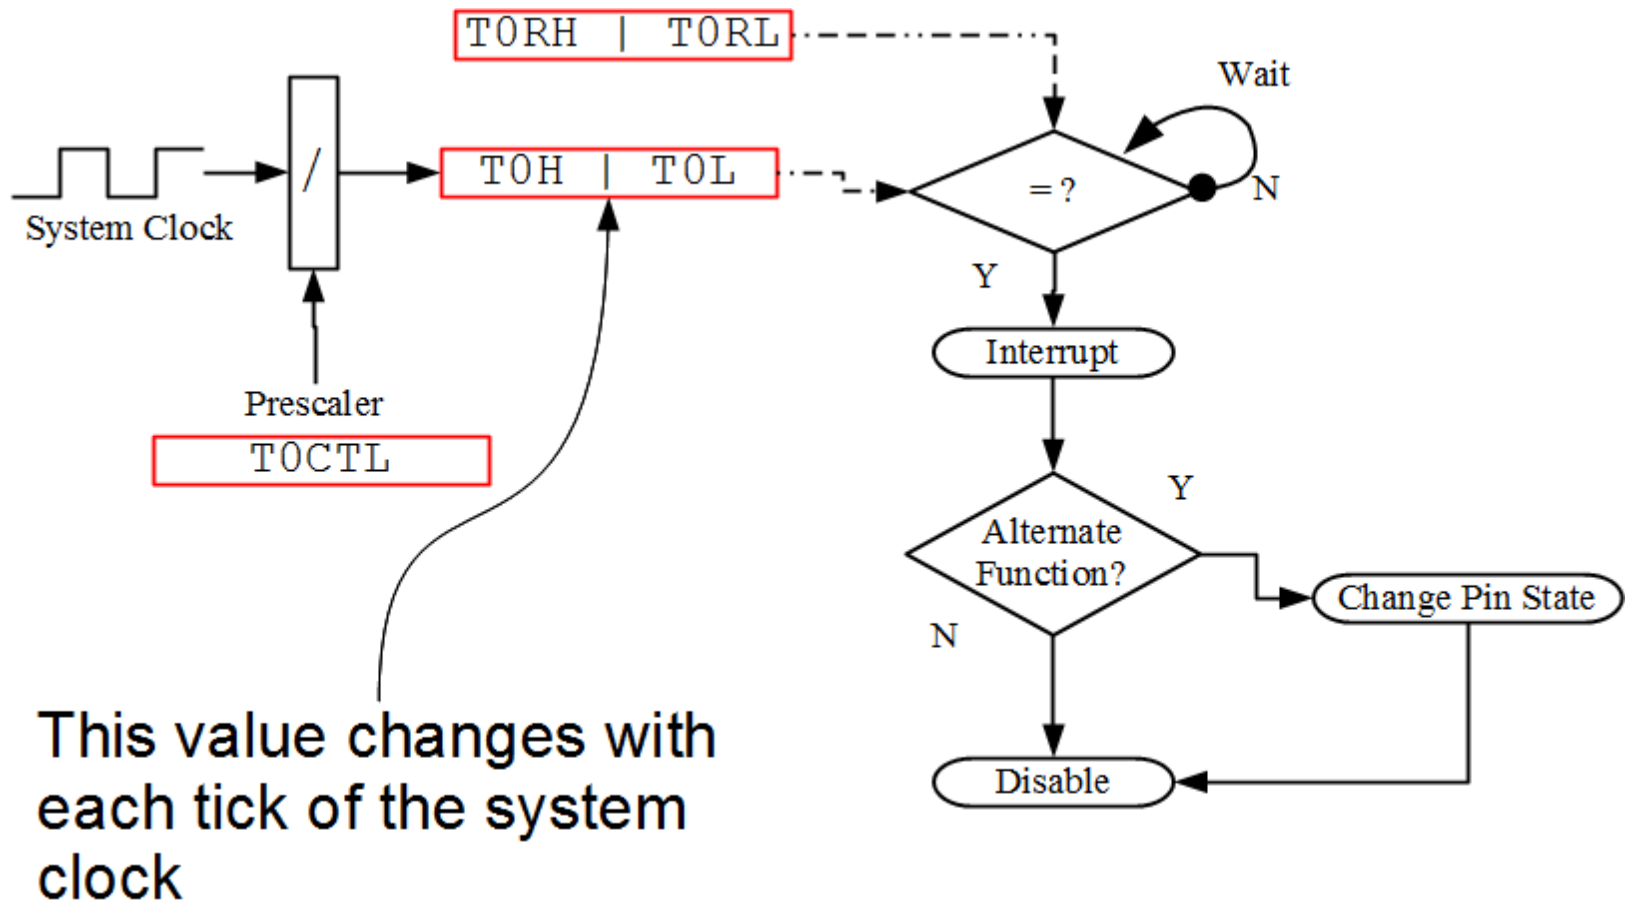 T0RH | T0RL
Wait
T0H | T0L
/
= ?
N
System Clock
Y
Interrupt
Prescaler
T0CTL
Y
Alternate
Function?
Change Pin State
N
This value changes with
each tick of the system
clock
Disable